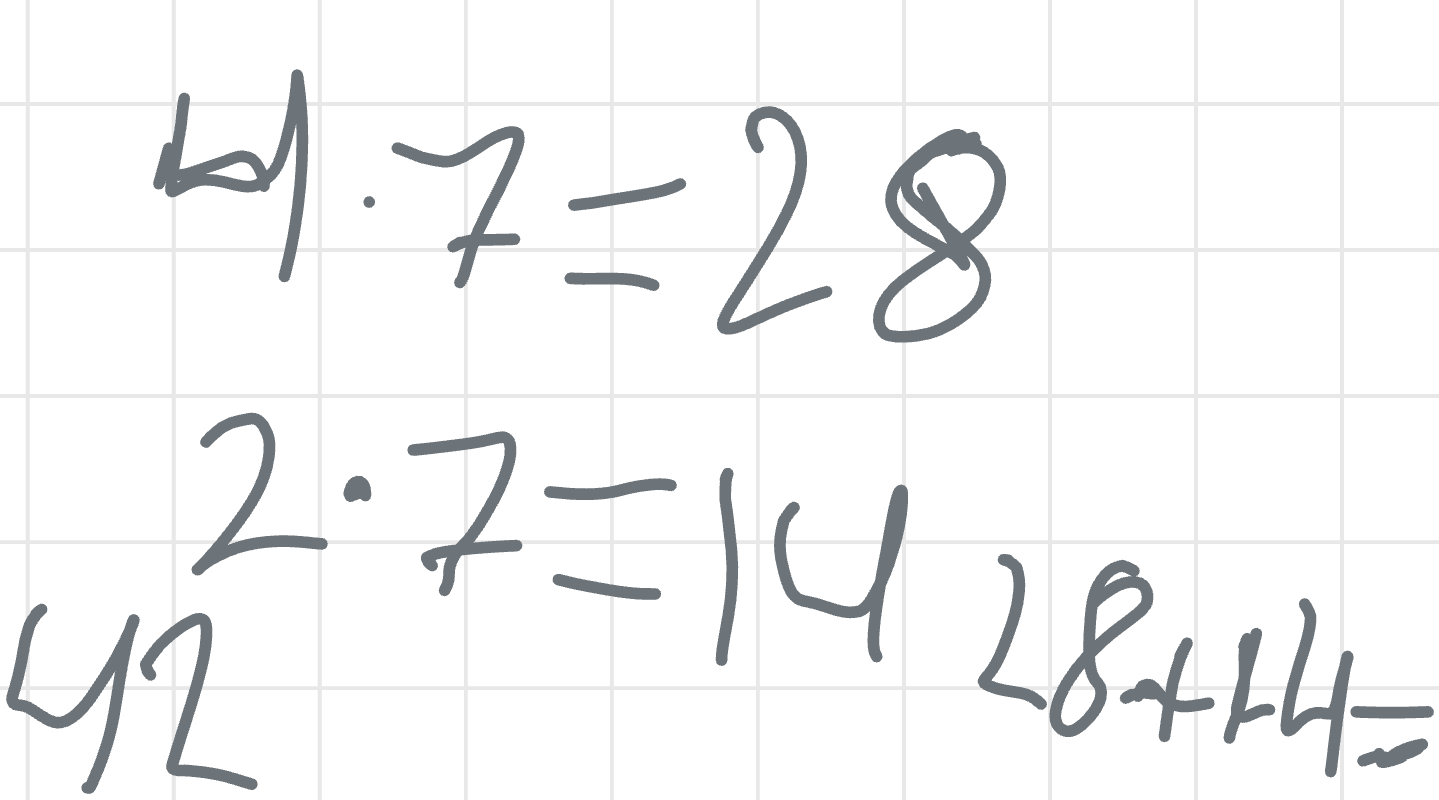 4 · 7 = 28
2 · 7 = 14
28 + 14 =
42